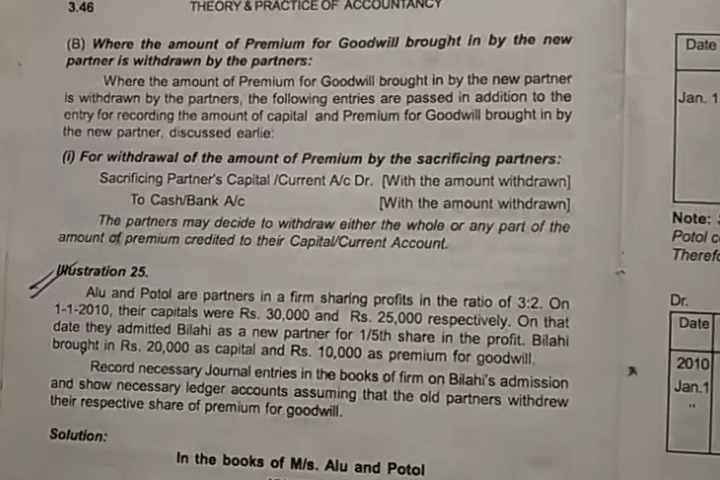 3.46 THEORY & PRACTICE OF ACCOUNTANCY
(B) Where the amount of Premium for Goodwill brought in by the new
partner is withdrawn by the partners:
Where the amount of Premium for Goodwill brought in by the new partner
is withdrawn by the partners, the following entries are passed in addition to the
entry for recording the amount of capital and Premium for Goodwill brought in by
the new partner, discussed earlie:
(i) For withdrawal of the amount of Premium by the sacrificing partners:
Sacrificing Partner's Capital /Current A/c Dr. [With the amount withdrawn]
To Cash/Bank A/c [With the amount withdrawn]
The partners may decide to withdraw either the whole or any part of the
amount of premium credited to their Capital/Current Account.
Illustration 25.
Alu and Potol are partners in a firm sharing profits in the ratio of 3:2. On
1-1-2010, their capitals were Rs. 30,000 and Rs. 25,000 respectively. On that
date they admitted Bilahi as a new partner for 1/5th share in the profit. Bilahi
brought in Rs. 20,000 as capital and Rs. 10,000 as premium for goodwill.
Record necessary Journal entries in the books of firm on Bilahi's admission
and show necessary ledger accounts assuming that the old partners withdrew
their respective share of premium for goodwill.
Solution:
In the books of M/s. Alu and Potol
Date
Jan. 1
Note:
Potol
Dr.
Date
2010
Jan.1
"